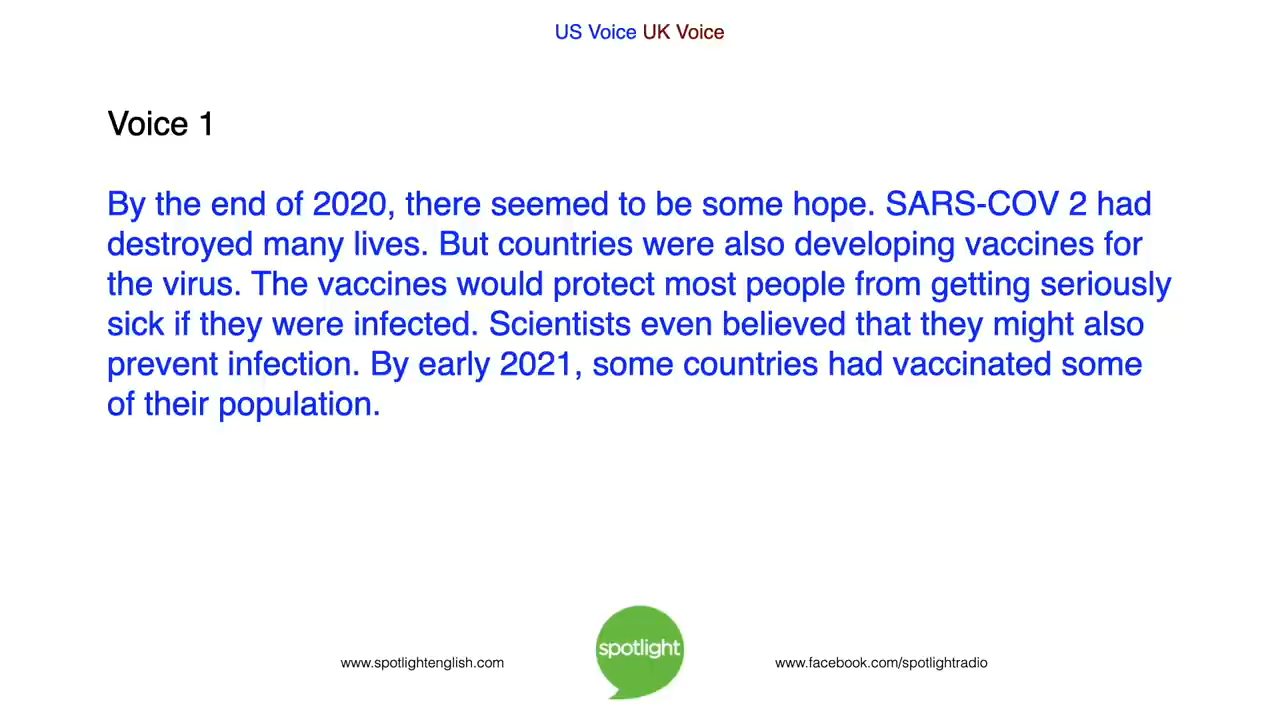 US Voice UK Voice
Voice 1
By the end of 2020, there seemed to be some hope. SARS-COV 2 had
destroyed many lives. But countries were also developing vaccines for
the virus. The vaccines would protect most people from getting seriously
sick if they were infected. Scientists even believed that they might also
prevent infection. By early 2021, some countries had vaccinated some
of their population.
spotlight
www.spotlightenglish.com
www.facebook.com/spotlightradio